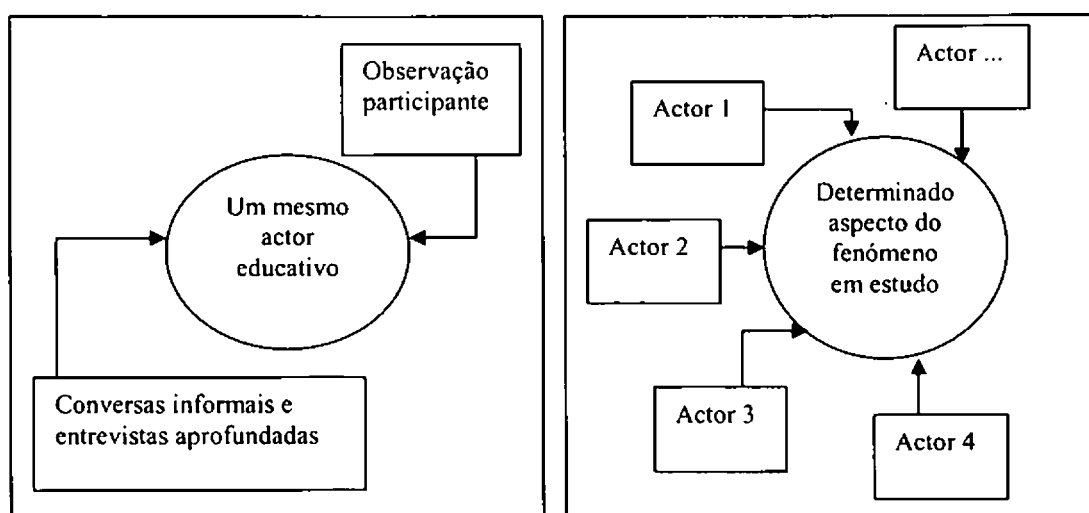 Observação
participante
Um mesmo
actor
educativo
Conversas informais e
entrevistas aprofundadas
Actor ...
Actor 1
Determinado
aspecto do
fenómeno
em estudo
Actor 2
Actor 3
Actor 4